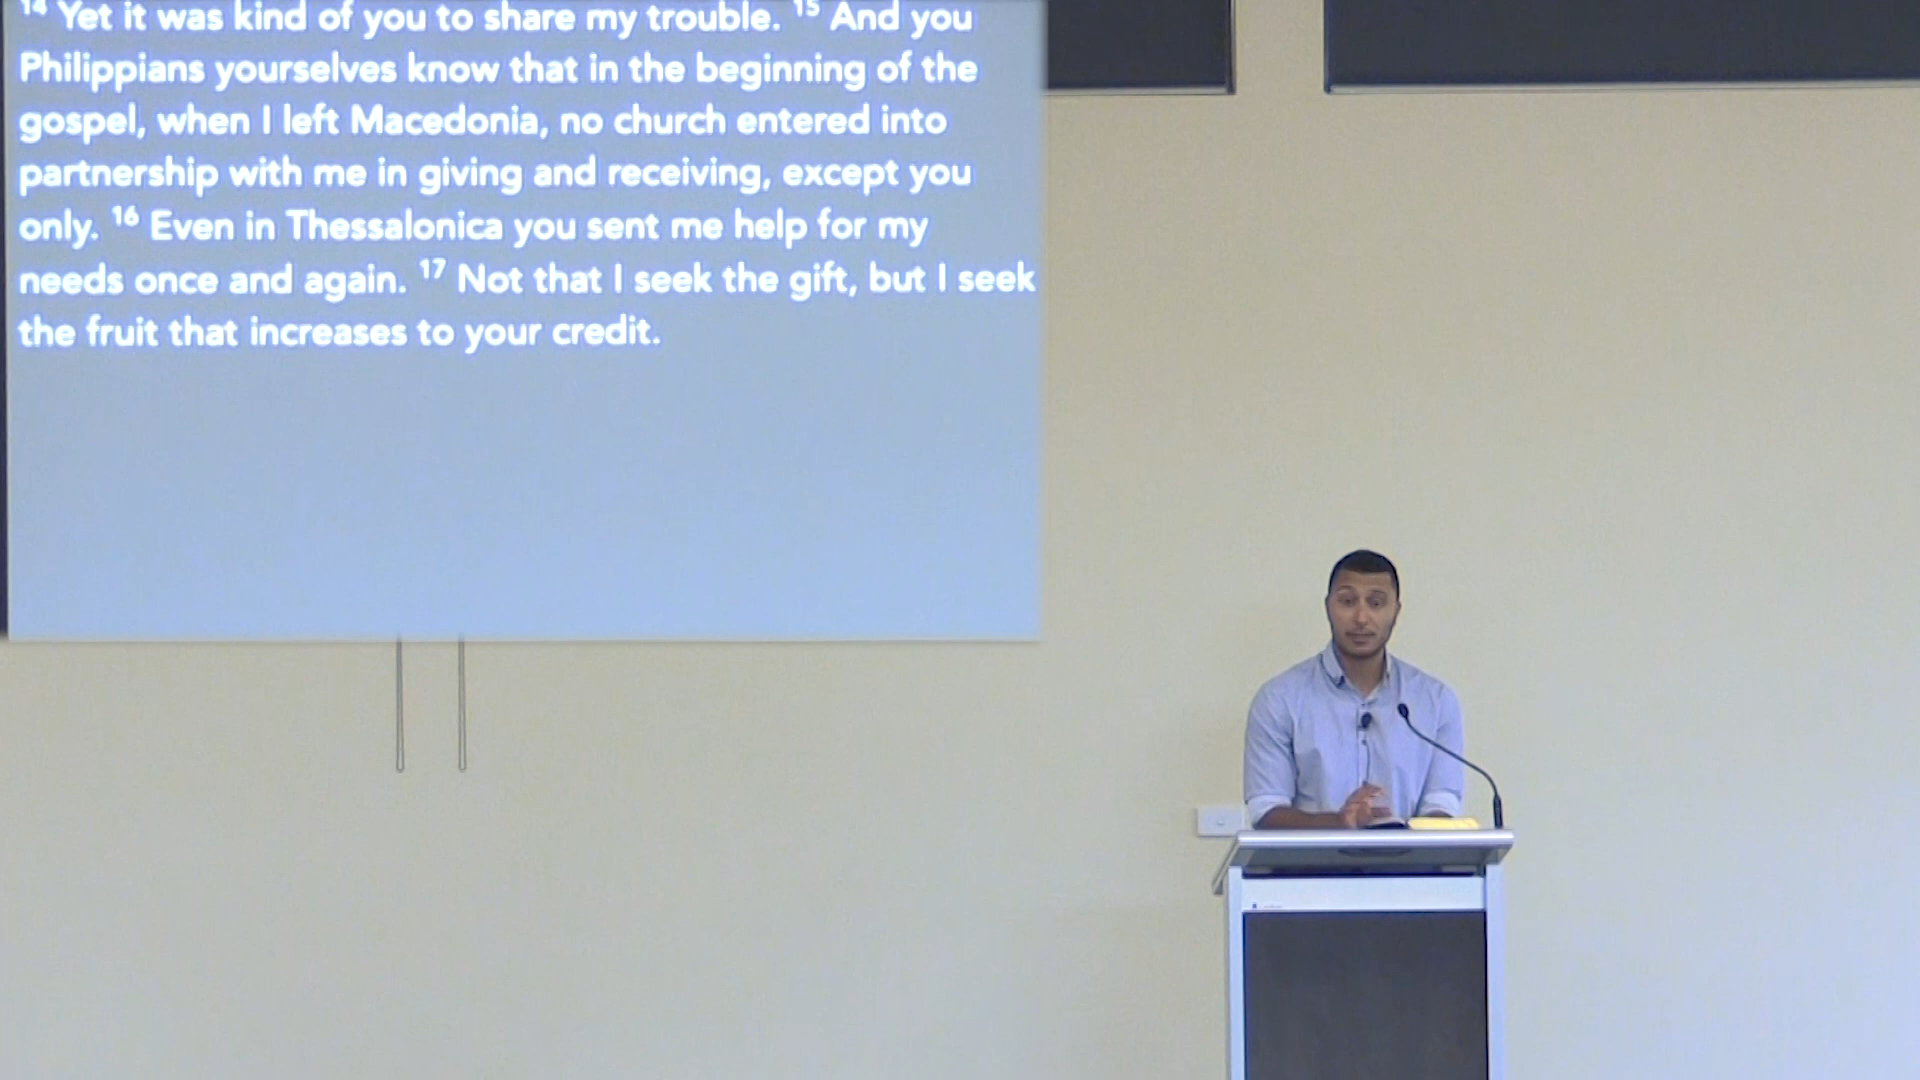 14 Yet it was kind of you to share my trouble. 15 And you
Philippians yourselves know that in the beginning of the
gospel, when I left Macedonia, no church entered into
partnership with me in giving and receiving, except you
only. 16 Even in Thessalonica you sent me help for my
needs once and again. 17 Not that I seek the gift, but I seek
the fruit that increases to your credit.